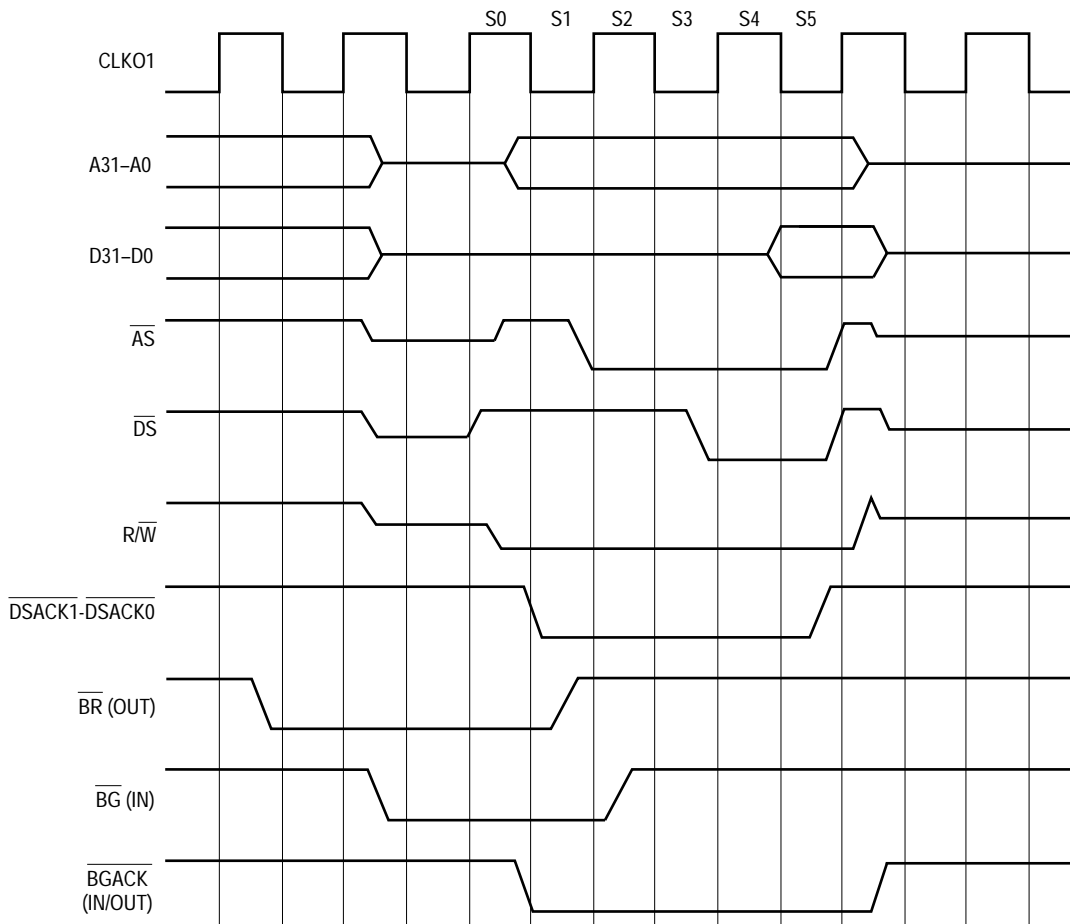 S0 S1 S2 S3 S4 S5
CLKO1
A31–A0
D31–D0
AS
DS
R/W
DSACK1-DSACK0
BR (OUT)
BG (IN)
BGACK
(IN/OUT)